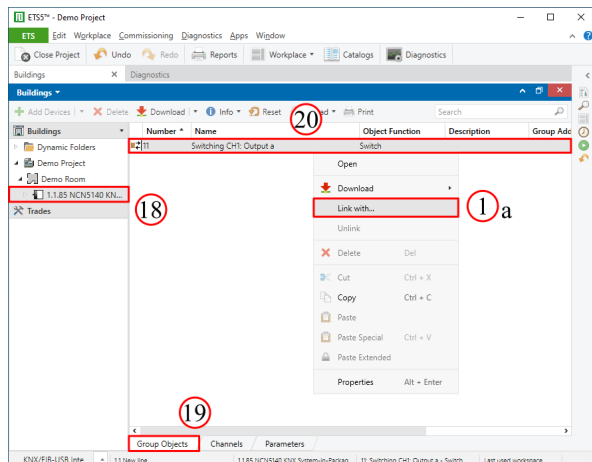 ETS5™ - Demo Project
ETS Edit Workplace Commissioning Diagnostics Apps Window
Close Project Undo Redo Reports Workplace Catalogs Diagnostics
Buildings × Diagnostics
Buildings
Add Devices Delete Download Info Reset Print Search
20
Buildings Number Name Object Function Description Group Add
Dynamic Folders 11 Switching CH1: Output a Switch
Demo Project
Demo Room
1.1.85 NCN5140 KN...
Trades
18
Open
Download
Link with...
1 a
Unlink
Delete Del
Cut Ctrl + X
Copy Ctrl + C
Paste
Paste Special Ctrl + V
Paste Extended
Properties Alt + Enter
19
Group Objects Channels Parameters
KNX/EIB-USB Inte 1.1 New line 1.1.85 NCN5140 KNX System-in-Packag 11: Switching CH1: Output a - Switch Last used workspace